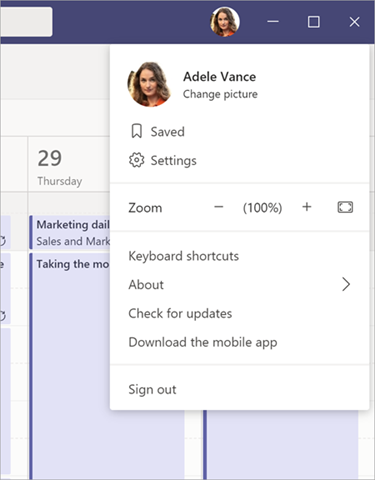 Adele Vance
Change picture
Saved
Settings
Zoom
(100%)
Keyboard shortcuts
About
Check for updates
Download the mobile app
Sign out
29
Thursday
Marketing dail
Sales and Mark
Taking the mo
e